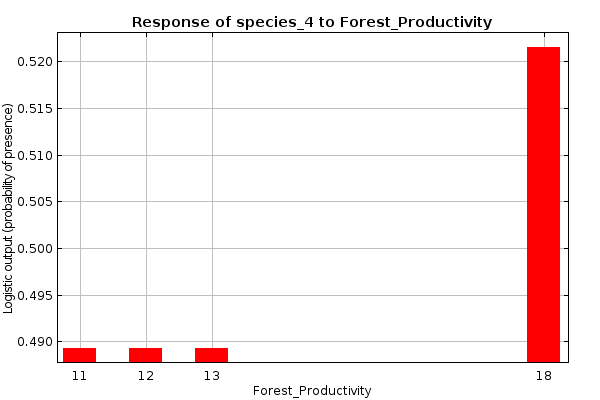 Response of species_4 to Forest_Productivity
Logistic output (probability of presence)
0.520
0.515
0.510
0.505
0.500
0.495
0.490
11 12 13 18
Forest_Productivity